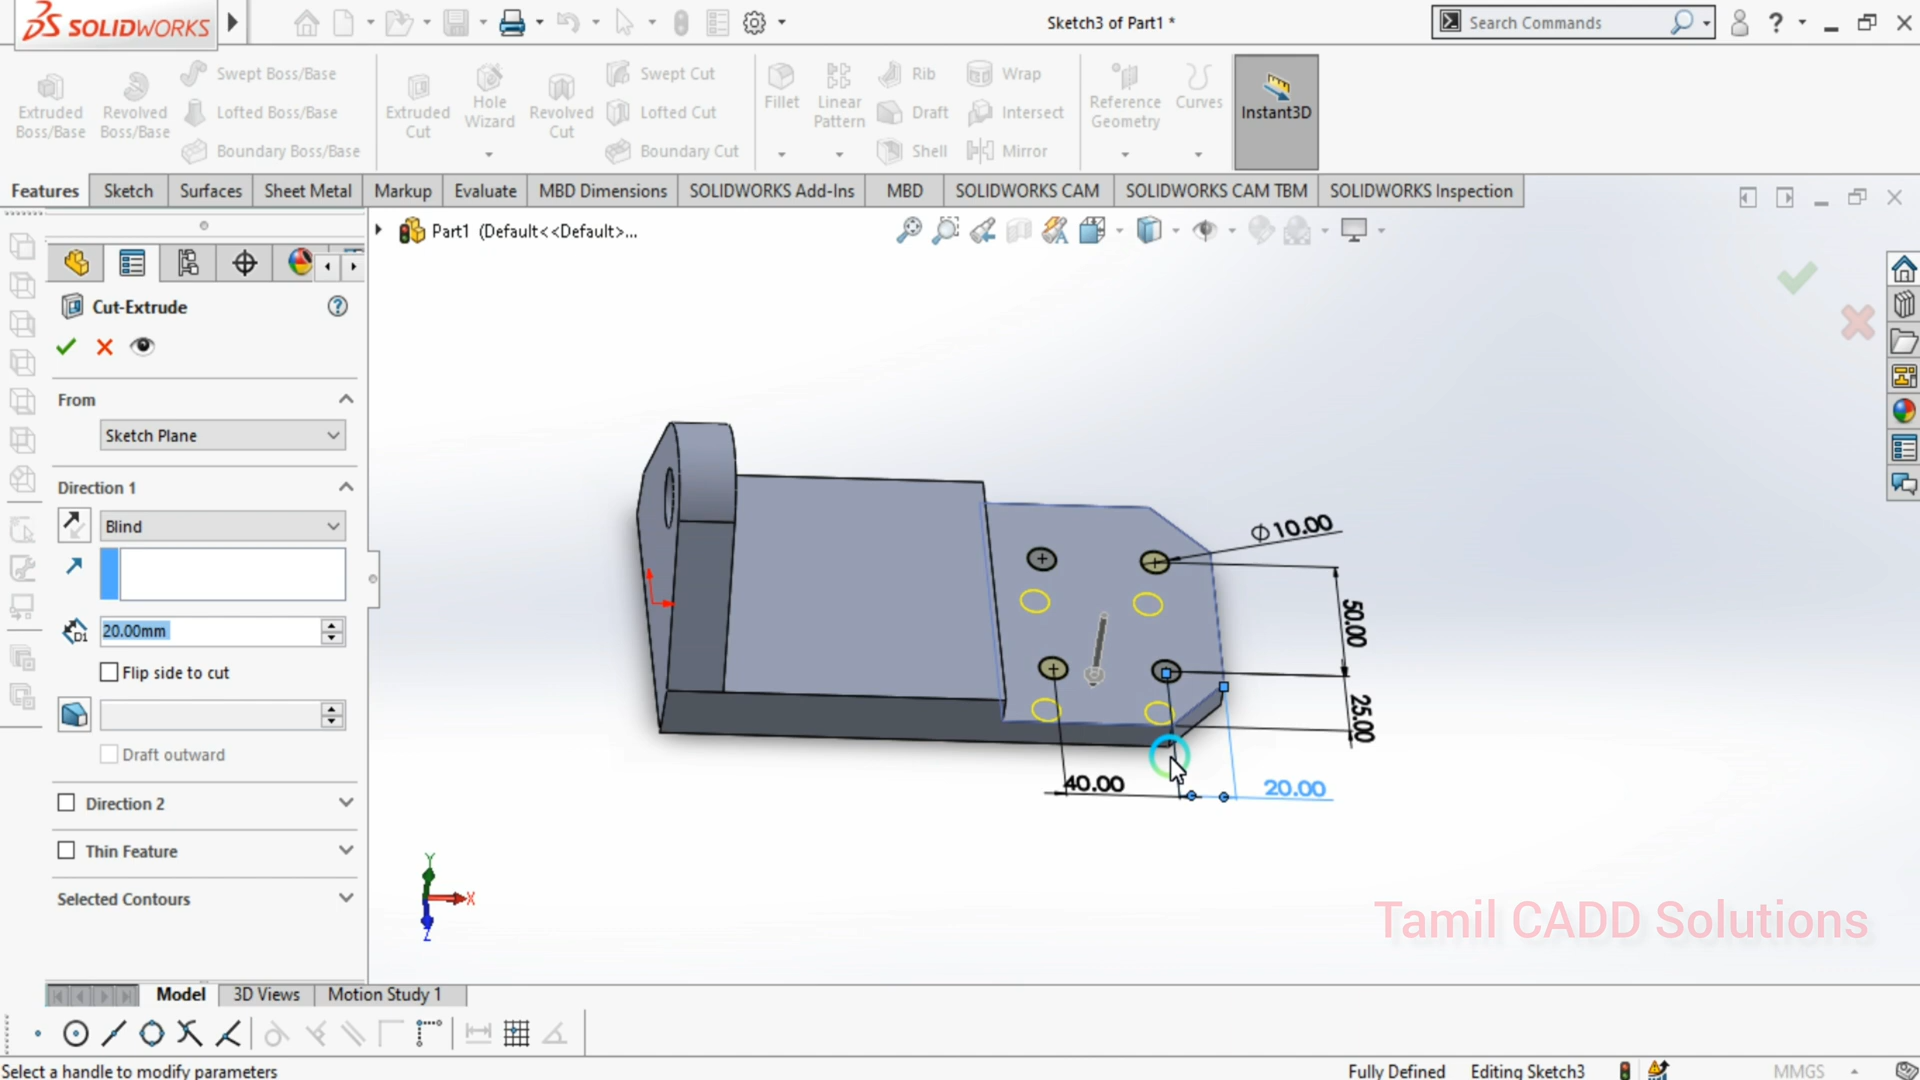 SOLIDWORKS
Sketch3 of Part1 *
Search Commands
Extruded Boss/Base
Revolved Boss/Base
Swept Boss/Base
Lofted Boss/Base
Boundary Boss/Base
Extruded Cut
Hole Wizard
Revolved Cut
Swept Cut
Lofted Cut
Boundary Cut
Fillet
Linear Pattern
Rib
Draft
Shell
Wrap
Intersect
Mirror
Reference Geometry
Curves
Instant3D
Features
Sketch
Surfaces
Sheet Metal
Markup
Evaluate
MBD Dimensions
SOLIDWORKS Add-Ins
MBD
SOLIDWORKS CAM
SOLIDWORKS CAM TBM
SOLIDWORKS Inspection
Part1 (Default<<Default>...
Cut-Extrude
From
Sketch Plane
Direction 1
Blind
D1
20.00mm
Flip side to cut
Draft outward
Direction 2
Thin Feature
Selected Contours
Φ10.00
50.00
25.00
40.00
20.00
Y
X
Z
Tamil CADD Solutions
Model
3D Views
Motion Study 1
Select a handle to modify parameters
Fully Defined
Editing Sketch3
MMGS